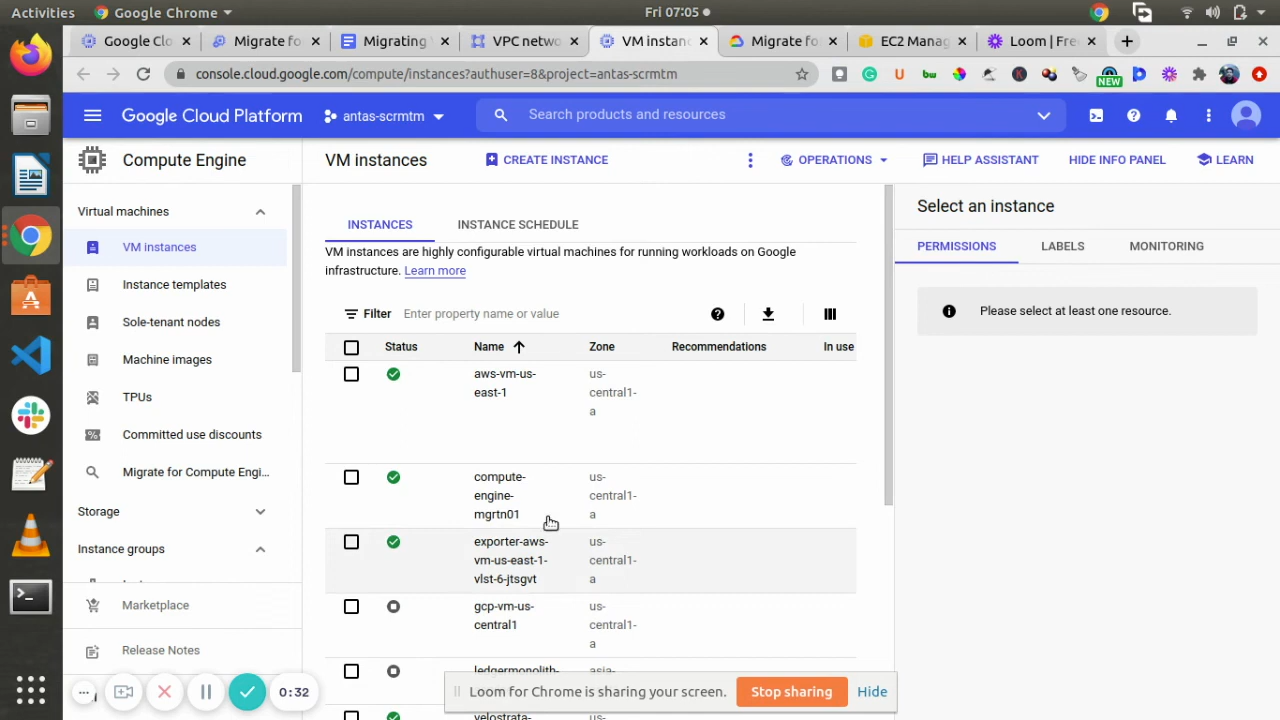 Activities Google Chrome Fri 07:05
Google Clo Migrate fo Migrating VPC netw VM instanc Migrate fo EC2 Manag Loom | Fre
console.cloud.google.com/compute/instances?authuser=8&project=antas-scrmtm
NEW
Google Cloud Platform antas-scrmtm Search products and resources
Compute Engine
VM instances CREATE INSTANCE OPERATIONS HELP ASSISTANT HIDE INFO PANEL LEARN
Virtual machines
VM instances
Instance templates
Sole-tenant nodes
Machine images
TPUs
Committed use discounts
Migrate for Compute Engi...
Storage
Instance groups
Marketplace
Release Notes
INSTANCES INSTANCE SCHEDULE
VM instances are highly configurable virtual machines for running workloads on Google
infrastructure. Learn more
Filter Enter property name or value
Status Name Zone Recommendations In use
aws-vm-us-
east-1
us-
central1-
a
compute-
engine-
mgrtn01
us-
central1-
a
exporter-aws-
vm-us-east-1-
vlst-6-jtsgvt
us-
central1-
a
gcp-vm-us-
central1
us-
central1-
a
ledgermonolith- asia-
velostrata- us-
Select an instance
PERMISSIONS LABELS MONITORING
Please select at least one resource.
0:32
Loom for Chrome is sharing your screen. Stop sharing Hide